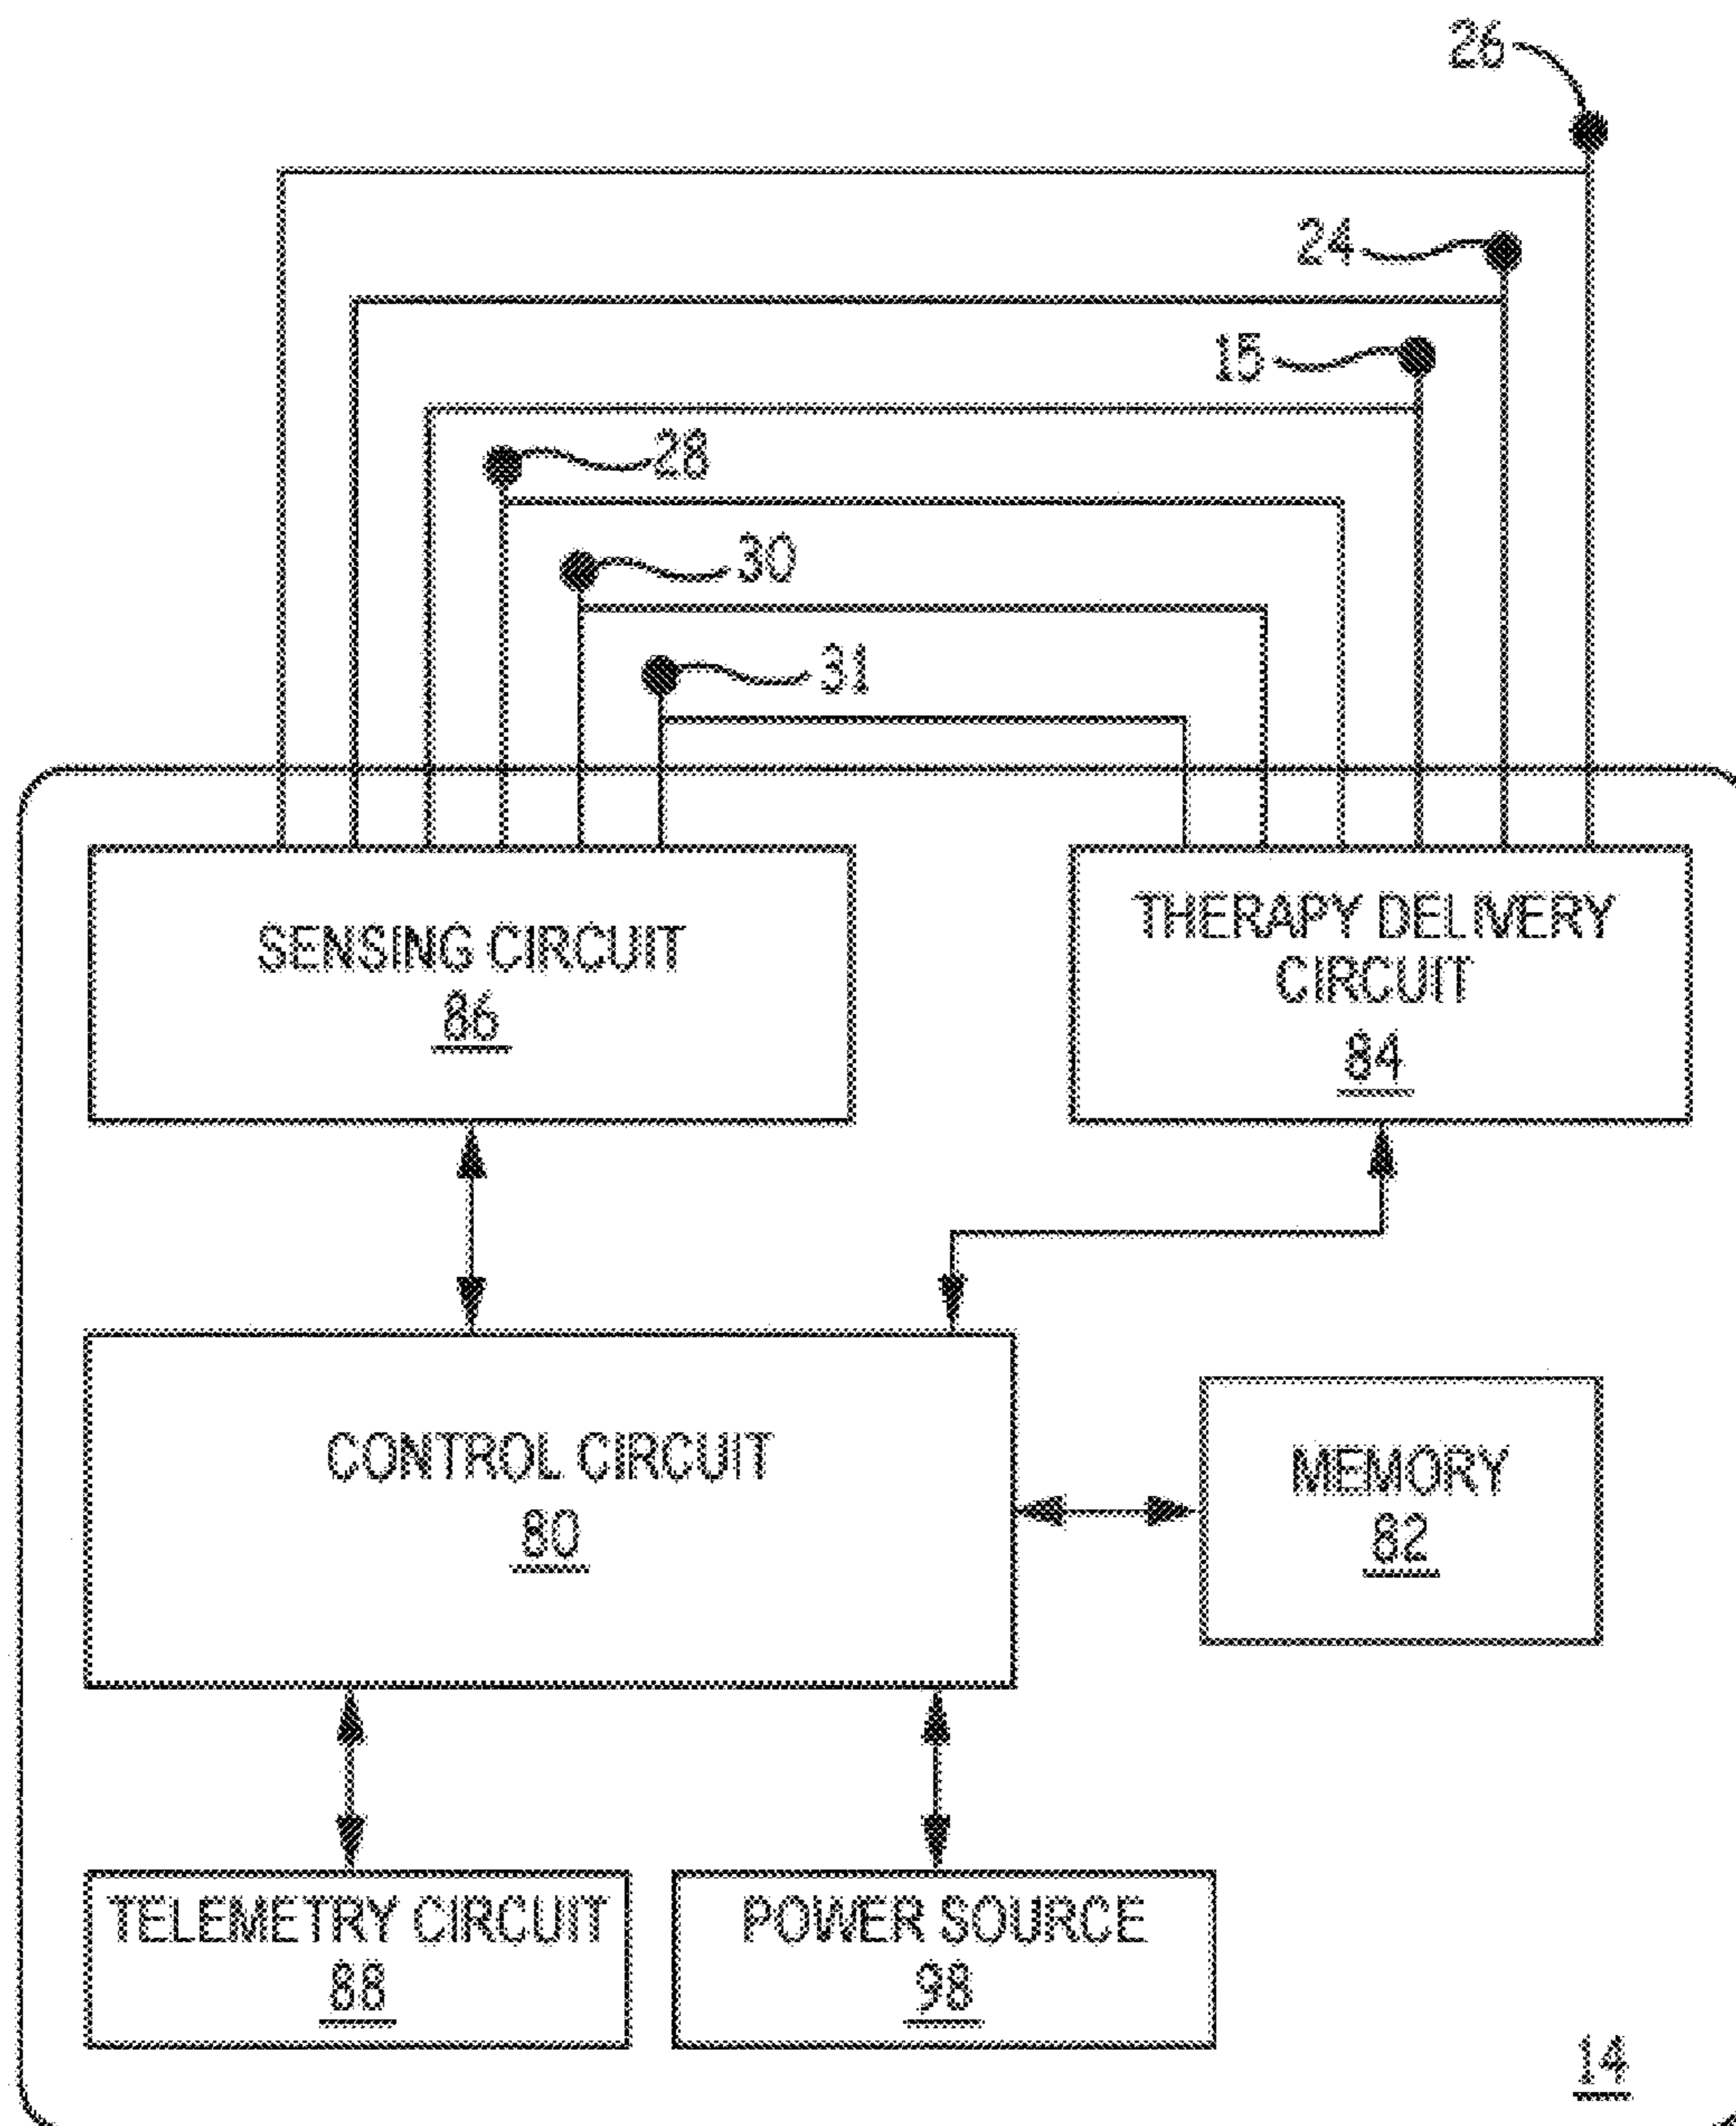 26
24
15
28
30
31
SENSING CIRCUIT
86
THERAPY DELIVERY
CIRCUIT
84
CONTROL CIRCUIT
80
MEMORY
82
TELEMETRY CIRCUIT
88
POWER SOURCE
98
14